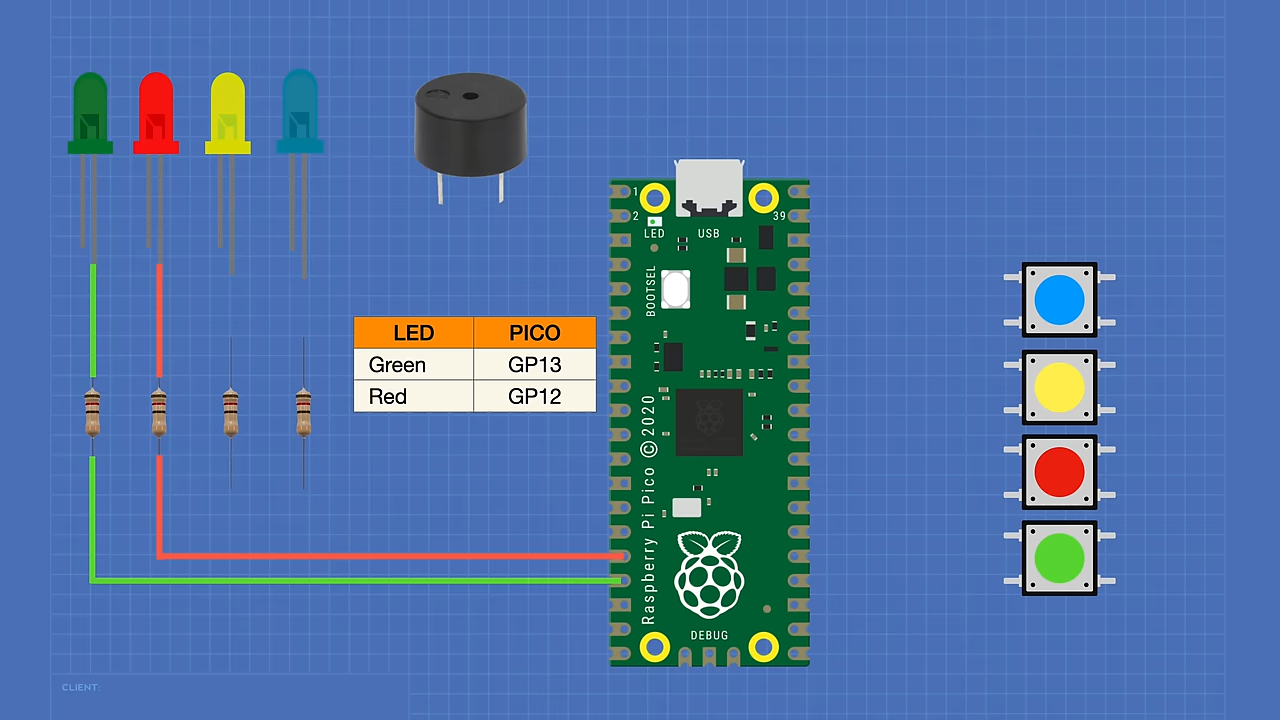 1
2
39
LED
USB
BOOTSEL
LED PICO
Green GP13
Red GP12
Raspberry Pi Pico © 2020
DEBUG
CLIENT: